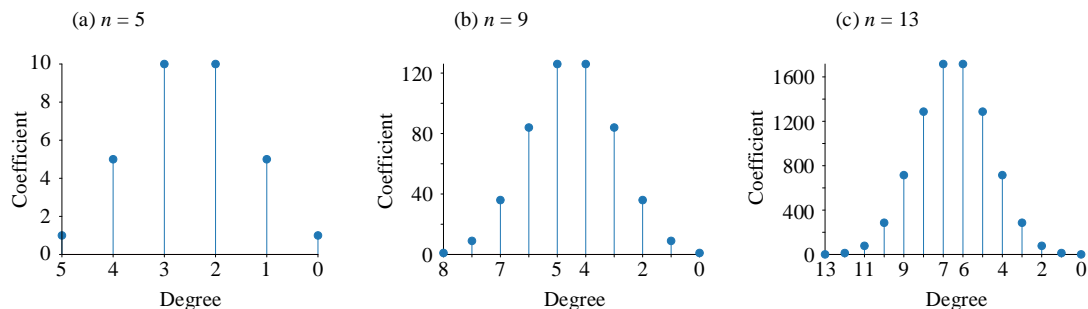 (a) n = 5
10
8
6
4
2
0
5 4 3 2 1 0
Coefficient
Degree
(b) n = 9
120
80
40
0
8 7 5 4 2 0
Coefficient
Degree
(c) n = 13
1600
1200
800
400
0
13 11 9 7 6 4 2 0
Coefficient
Degree